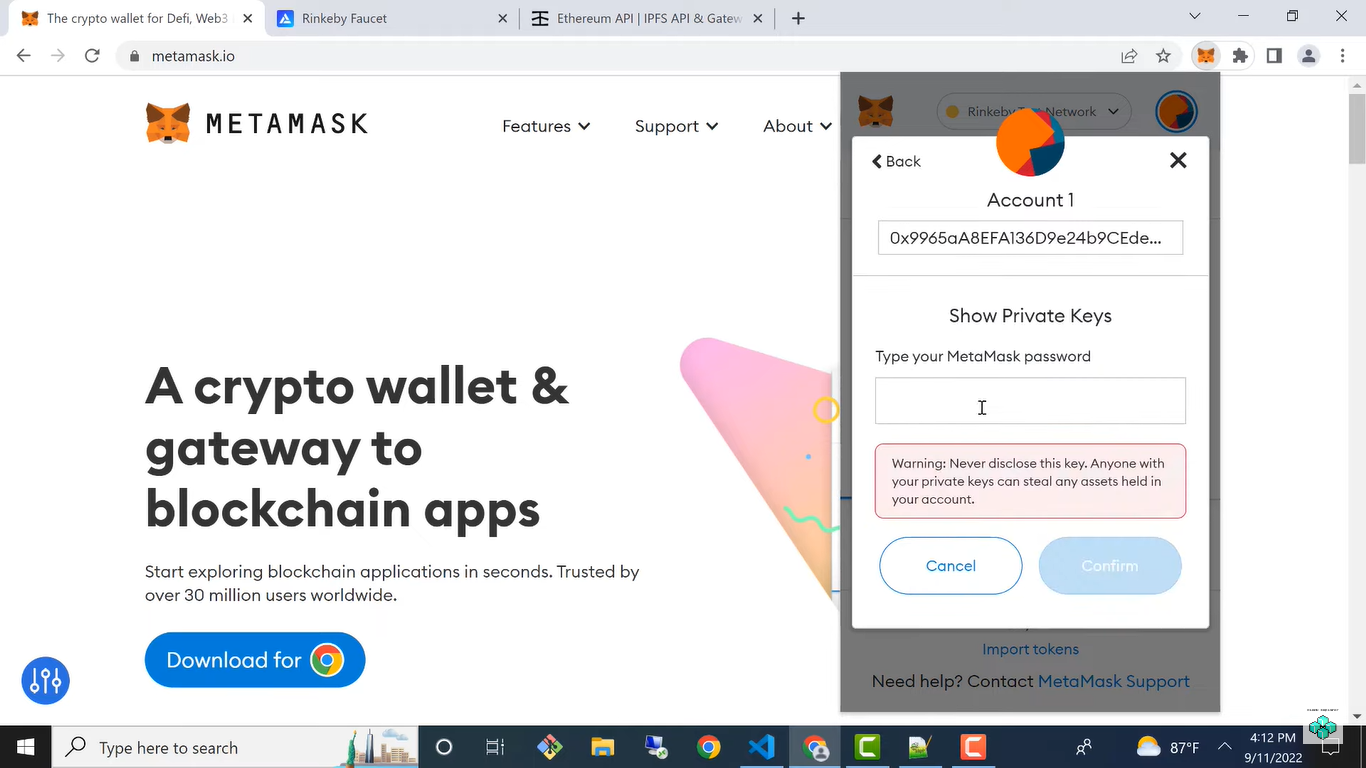 The crypto wallet for Defi, Web3
Rinkeby Faucet
Ethereum API | IPFS API & Gatew
metamask.io
METAMASK
Features
Support
About
Back
Account 1
0x9965aA8EFA136D9e24b9CEde...
Show Private Keys
Type your MetaMask password
Warning: Never disclose this key. Anyone with
your private keys can steal any assets held in
your account.
Cancel
Confirm
Import tokens
Need help? Contact MetaMask Support
A crypto wallet &
gateway to
blockchain apps
Start exploring blockchain applications in seconds. Trusted by
over 30 million users worldwide.
Download for
Type here to search
87°F
4:12 PM
9/11/2022
Rinkeby
Network